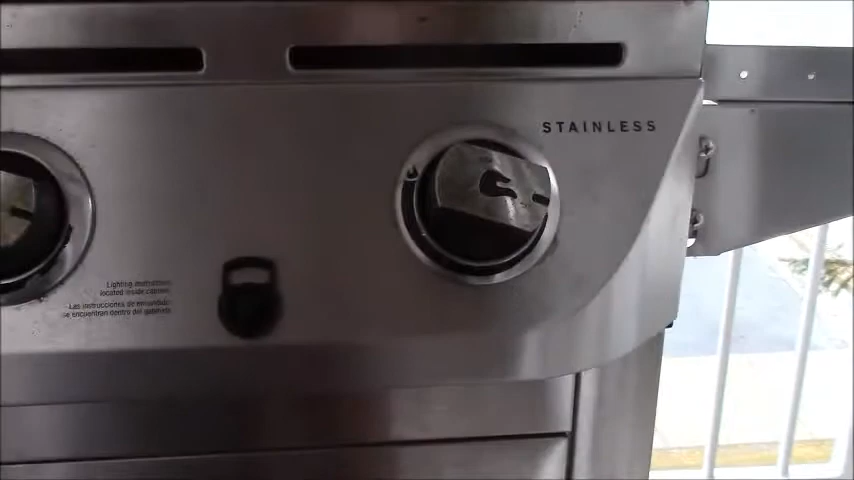 STAINLESS
Lighting instructions
located inside cabinet.
Las instrucciones de encendido
se encuentran dentro del gabinete.